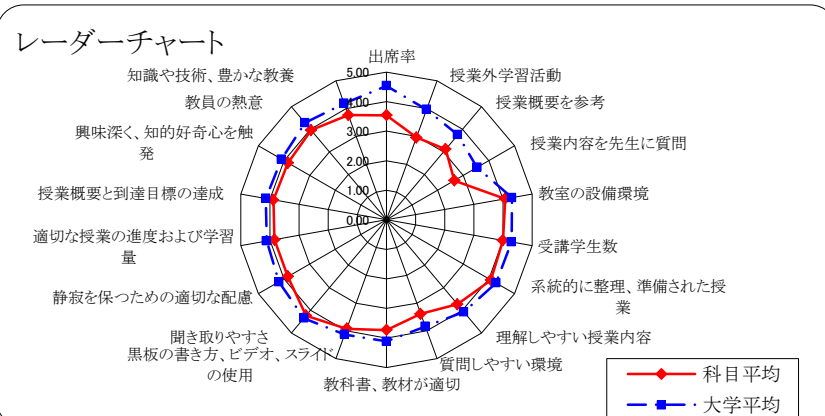 レーダーチャート
出席率
授業外学習活動
授業概要を参考
授業内容を先生に質問
教室の設備環境
受講学生数
系統的に整理、準備された授
業
理解しやすい授業内容
質問しやすい環境
教科書、教材が適切
黒板の書き方、ビデオ、スライド
の使用
聞き取りやすさ
静寂を保つための適切な配慮
適切な授業の進度および学習
量
授業概要と到達目標の達成
興味深く、知的好奇心を触
発
教員の熱意
知識や技術、豊かな教養
5.00
4.00
3.00
2.00
1.00
0.00
科目平均
大学平均